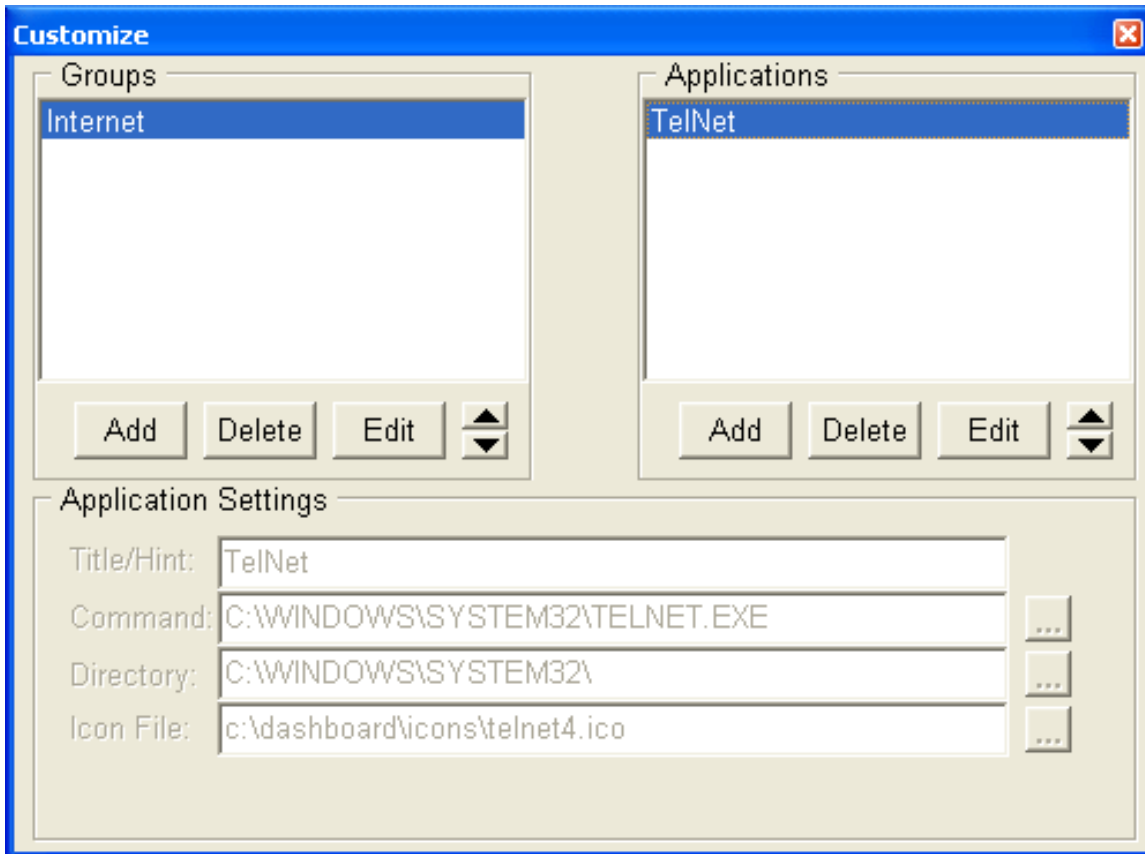 Customize
Groups
Applications
Internet
TelNet
Add Delete Edit
Add Delete Edit
Application Settings
Title/Hint: TelNet
Command: C:\WINDOWS\SYSTEM32\TELNET.EXE ...
Directory: C:\WINDOWS\SYSTEM32\ ...
Icon File: c:\dashboard\icons\telnet4.ico ...